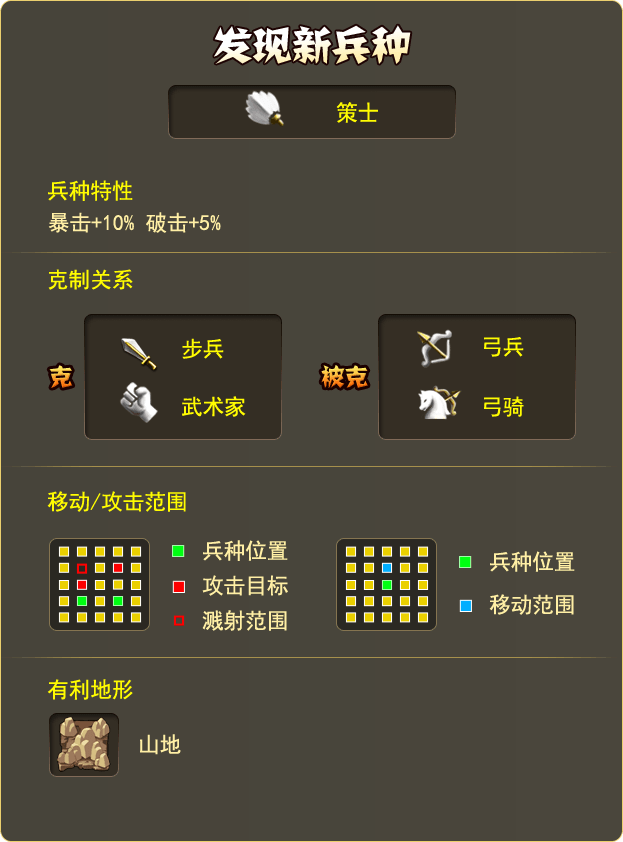 发现新兵种
策士
兵种特性
暴击+10% 破击+5%
克制关系
克
步兵
武术家
被克
弓兵
弓骑
移动/攻击范围
兵种位置
攻击目标
溅射范围
兵种位置
移动范围
有利地形
山地